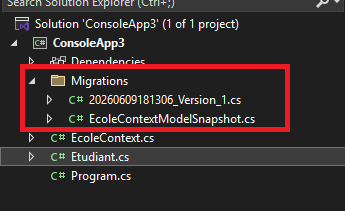 Search Solution Explorer (Ctrl+;)
Solution 'ConsoleApp3' (1 of 1 project)
ConsoleApp3
Dependencies
Migrations
20260609181306_Version_1.cs
EcoleContextModelSnapshot.cs
EcoleContext.cs
Etudiant.cs
Program.cs